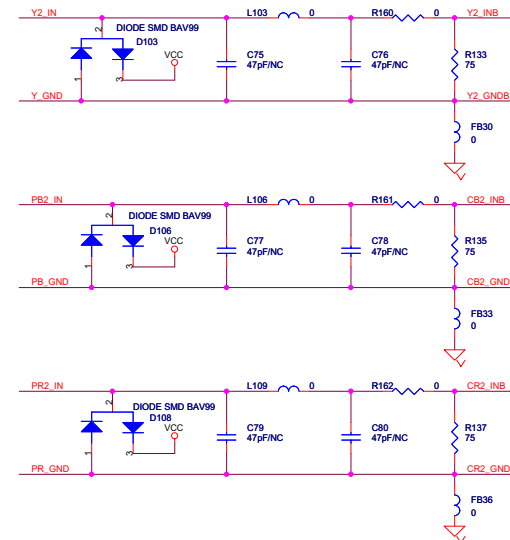 Y2_IN DIODE SMD BAV99 L103 0 R160 0 Y2_INB
2 D103
VCC C75 C76 R133
47pF/NC 47pF/NC 75
1 3
Y_GND Y2_GNDB
FB30
0
PB2_IN L106 0 R161 0 CB2_INB
2 DIODE SMD BAV99
D106
VCC C77 C78 R135
47pF/NC 47pF/NC 75
1 3
PB_GND CB2_GND
FB33
0
PR2_IN L109 0 R162 0 CR2_INB
2 DIODE SMD BAV99
D108
VCC C79 C80 R137
47pF/NC 47pF/NC 75
1 3
PR_GND CR2_GND
FB36
0